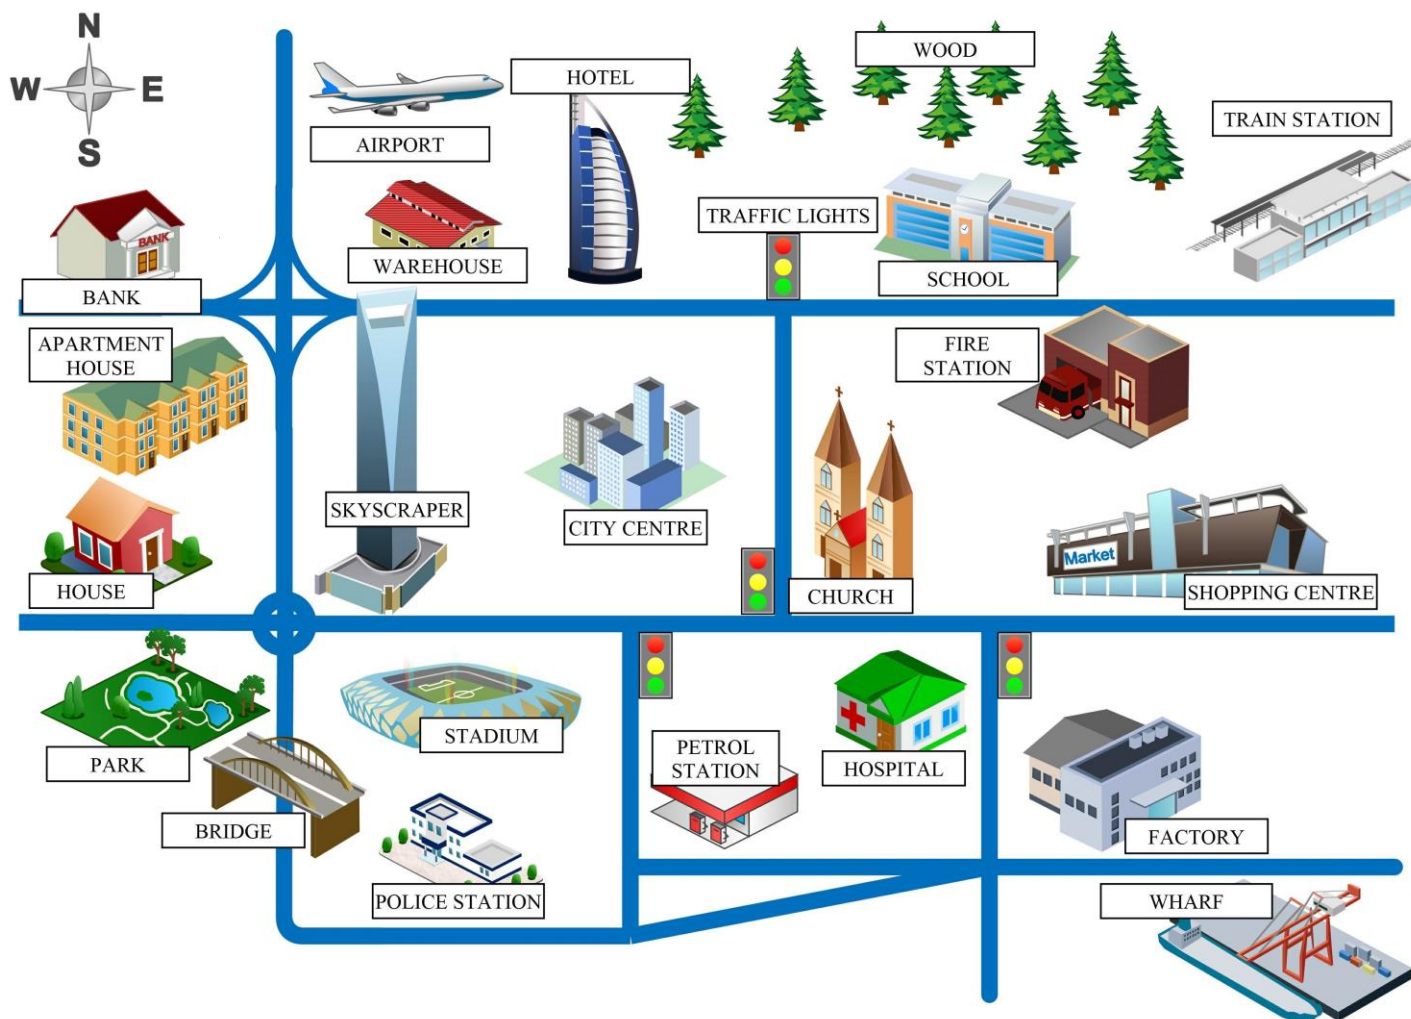 N
W E
S
AIRPORT
HOTEL
WOOD
TRAIN STATION
BANK
BANK
WAREHOUSE
TRAFFIC LIGHTS
SCHOOL
APARTMENT
HOUSE
FIRE
STATION
SKYSCRAPER
CITY CENTRE
Market
HOUSE
CHURCH
SHOPPING CENTRE
PARK
STADIUM
PETROL
STATION
HOSPITAL
BRIDGE
FACTORY
POLICE STATION
WHARF